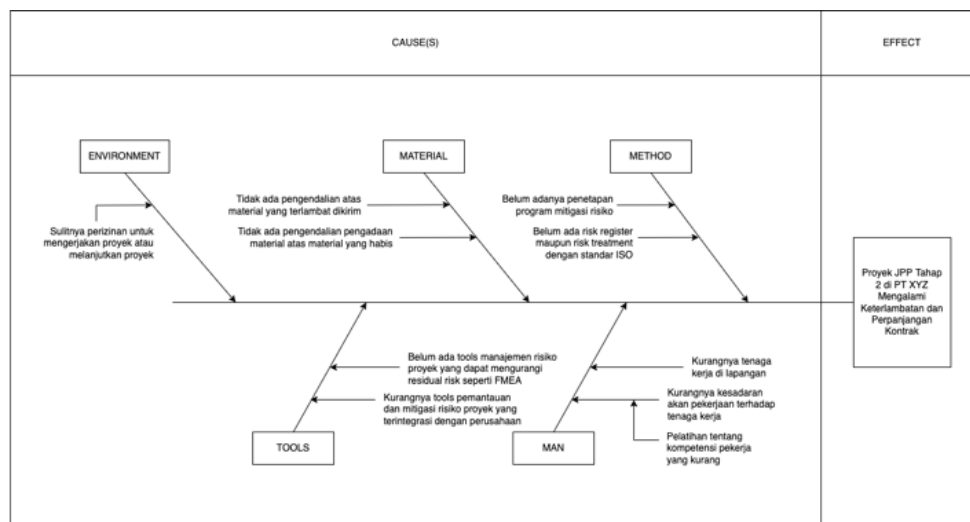 CAUSE(S)
EFFECT
ENVIRONMENT
MATERIAL
METHOD
Sulitnya perizinan untuk
mengerjakan proyek atau
melanjutkan proyek
Tidak ada pengendalian atas
material yang terlambat dikirim
Tidak ada pengendalian pengadaan
material atas material yang habis
Belum adanya penetapan
program mitigasi risiko
Belum ada risk register
maupun risk treatment
dengan standar ISO
Proyek JPP Tahap
2 di PT XYZ
Mengalami
Keterlambatan dan
Perpanjangan
Kontrak
Belum ada tools manajemen risiko
proyek yang dapat mengurangi
residual risk seperti FMEA
Kurangnya tools pemantauan
dan mitigasi risiko proyek yang
terintegrasi dengan perusahaan
Kurangnya tenaga
kerja di lapangan
Kurangnya kesadaran
akan pekerjaan terhadap
tenaga kerja
Pelatihan tentang
kompetensi pekerja
yang kurang
TOOLS
MAN